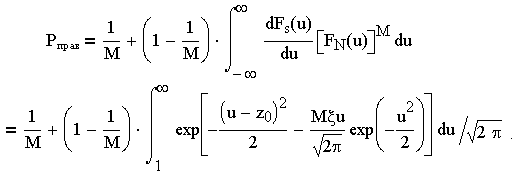 P_прав = 1/M + (1 − 1/M) · ∫_{−∞}^{∞} dF_s(u)/du [F_N(u)]^M du
= 1/M + (1 − 1/M) · ∫_{1}^{∞} exp[−(u − z_0)^2/2 − Mξu/√(2π) exp(−u^2/2)] du /√(2 π) ,